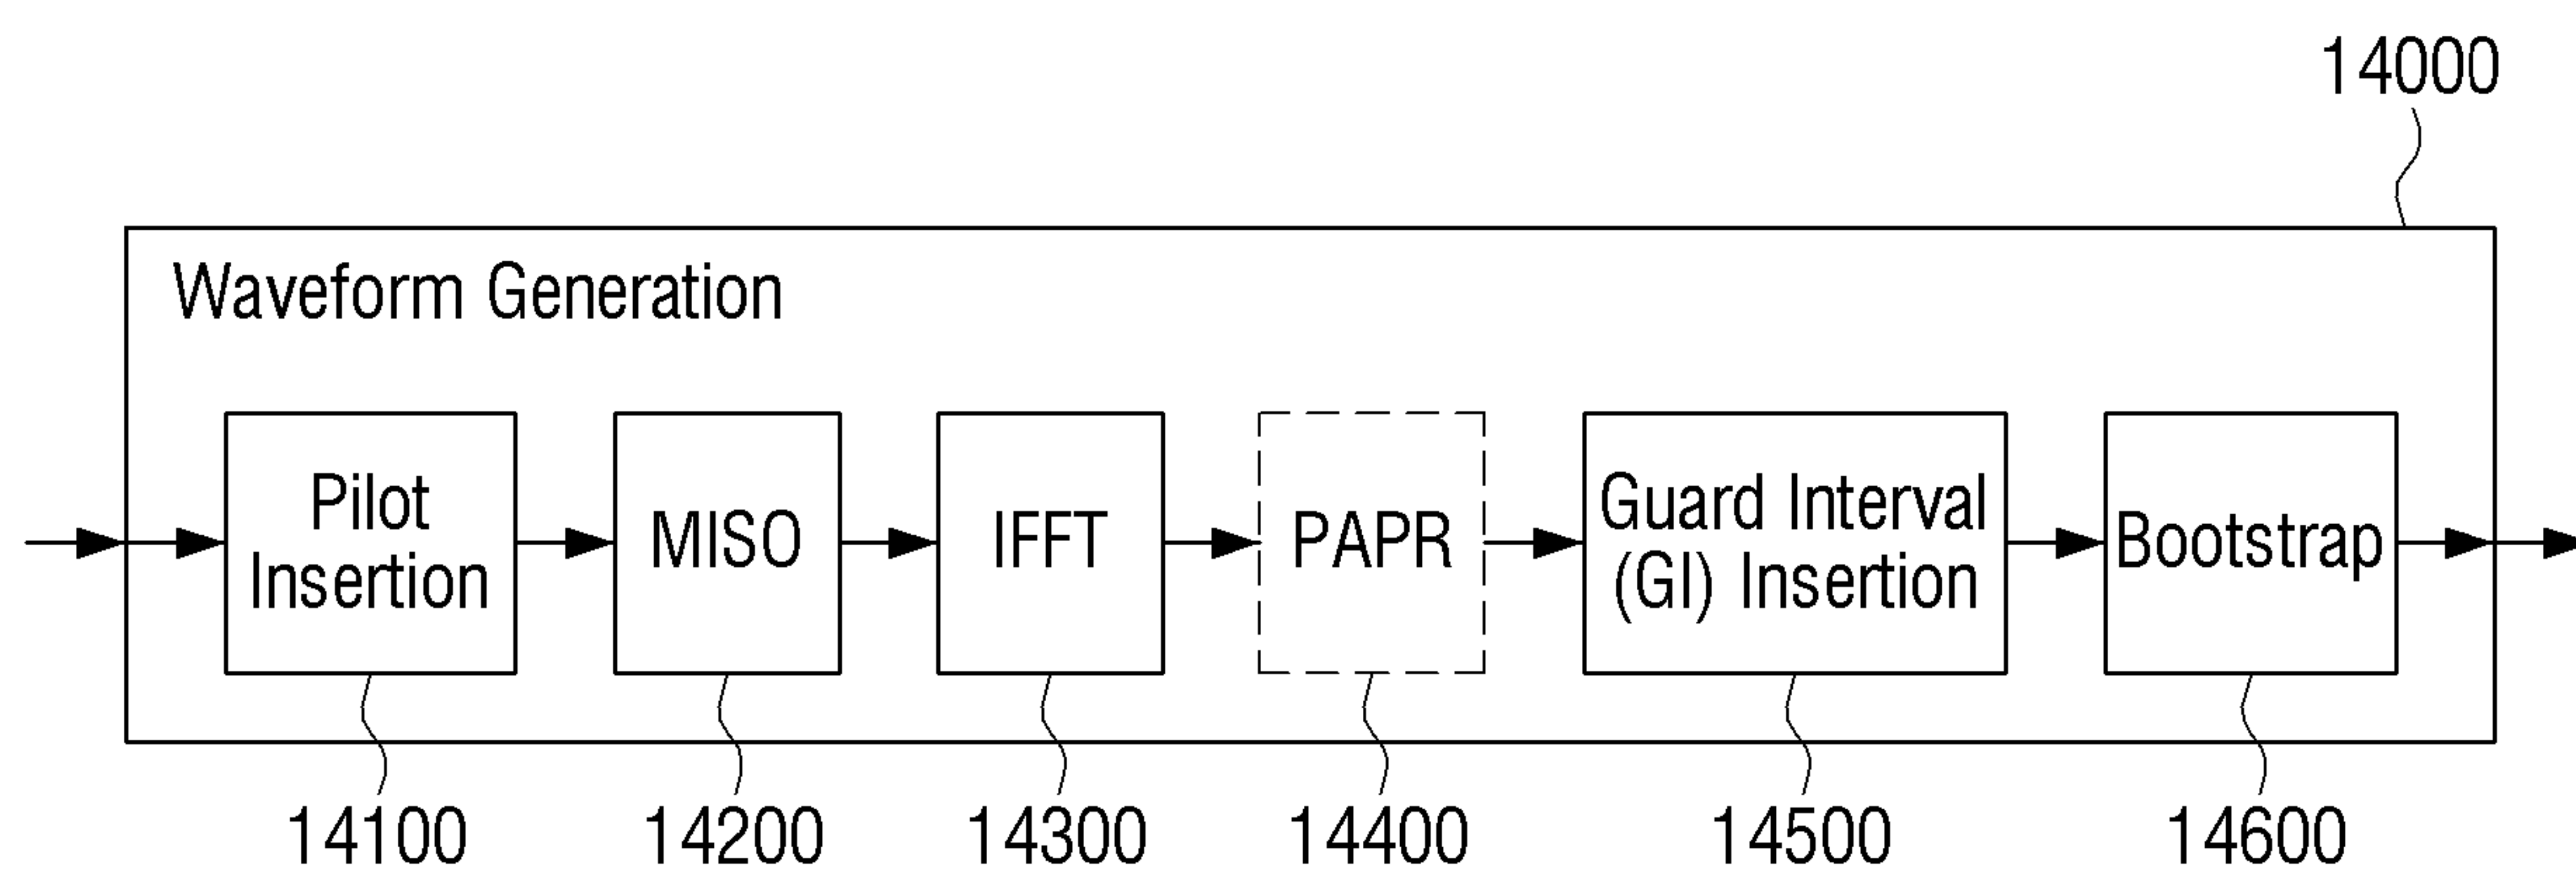 14000
Waveform Generation
Pilot
Insertion
MISO
IFFT
PAPR
Guard Interval
(GI) Insertion
Bootstrap
14100
14200
14300
14400
14500
14600